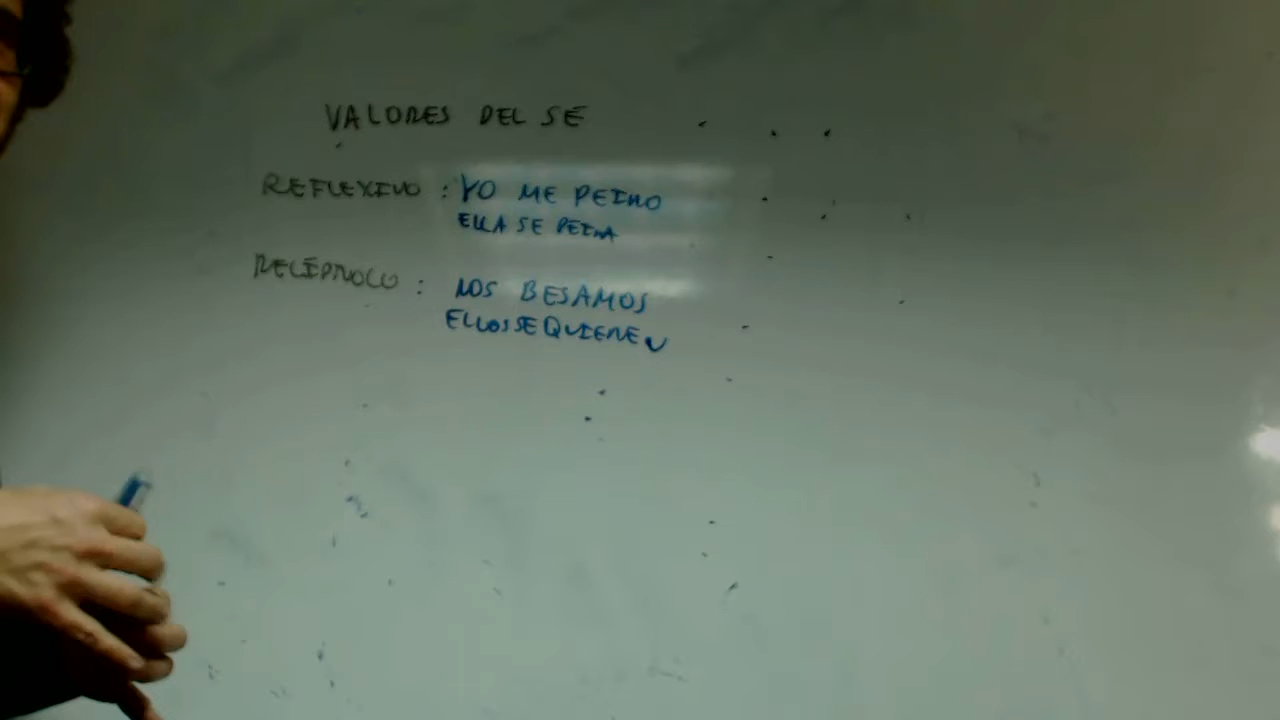 VALORES DEL SE
REFLEXIVO : YO ME PEINO
ELLA SE PEINA
RECÍPROCO : NOS BESAMOS
ELLOS SE QUIEREN